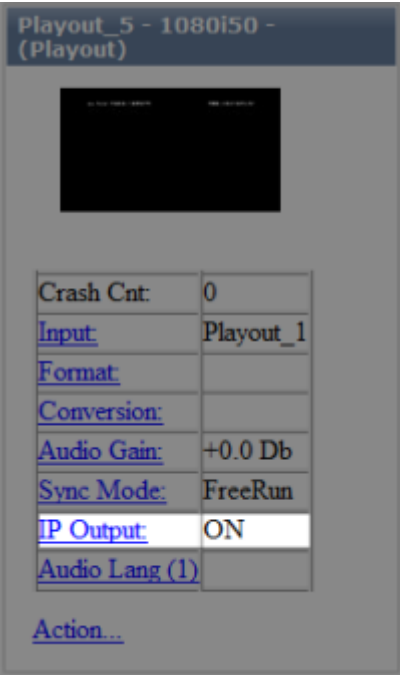 Playout_5 - 1080i50 -
(Playout)
Crash Cnt: 0
Input: Playout_1
Format:
Conversion:
Audio Gain: +0.0 Db
Sync Mode: FreeRun
IP Output: ON
Audio Lang (1)
Action...